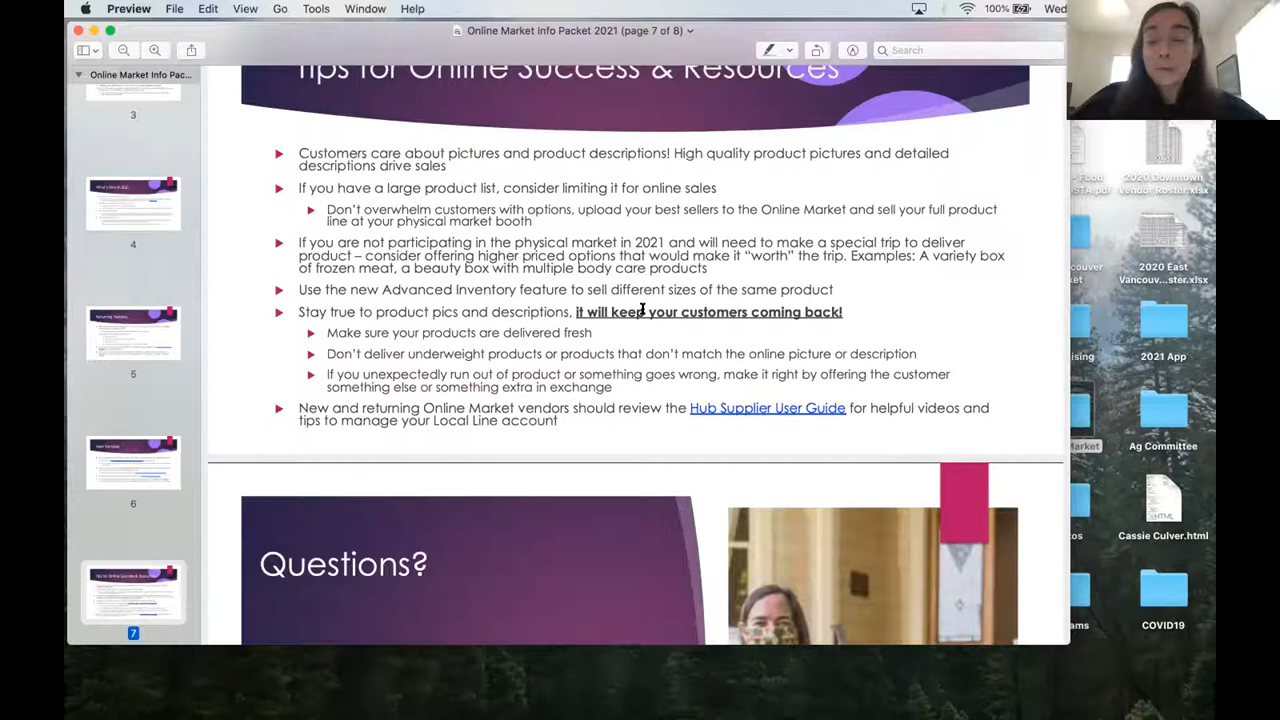 Preview File Edit View Go Tools Window Help 100% Wed
Online Market Info Packet 2021 (page 7 of 8)
Search
Online Market Info Pac...
3
4
5
6
7
Tips for Online Success & Resources
Customers care about pictures and product descriptions! High quality product pictures and detailed
descriptions drive sales
If you have a large product list, consider limiting it for online sales
Don't overwhelm customers with options, upload your best sellers to the Online Market and sell your full product
line at your physical market booth
If you are not participating in the physical market in 2021 and will need to make a special trip to deliver
product – consider offering higher priced options that would make it "worth" the trip. Examples: A variety box
of frozen meat, a beauty box with multiple body care products
Use the new Advanced Inventory feature to sell different sizes of the same product
Stay true to product pics and descriptions, it will keep your customers coming back!
Make sure your products are delivered fresh
Don't deliver underweight products or products that don't match the online picture or description
If you unexpectedly run out of product or something goes wrong, make it right by offering the customer
something else or something extra in exchange
New and returning Online Market vendors should review the Hub Supplier User Guide for helpful videos and
tips to manage your Local Line account
Questions?
- Food
STA.pdf
2020 Downtown
Vendor Roster.xlsx
couver
ket
2020 East
Vancouv...ster.xlsx
ising
2021 App
Market
Ag Committee
HTML
tos
Cassie Culver.html
ams
COVID19